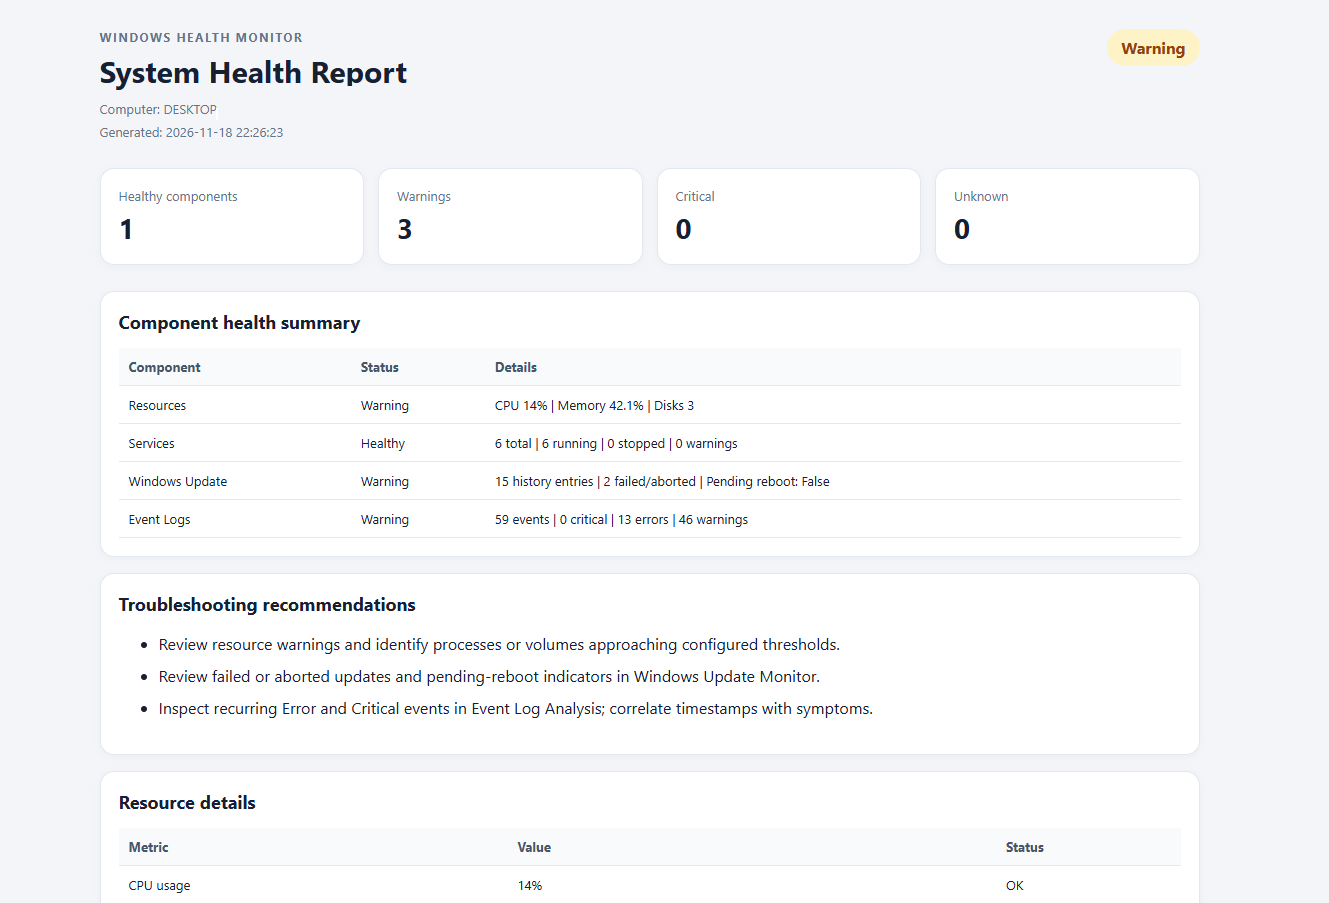 WINDOWS HEALTH MONITOR
Warning
System Health Report
Computer: DESKTOP
Generated: 2026-11-18 22:26:23
Healthy components
1
Warnings
3
Critical
0
Unknown
0
Component health summary
Component Status Details
Resources Warning CPU 14% | Memory 42.1% | Disks 3
Services Healthy 6 total | 6 running | 0 stopped | 0 warnings
Windows Update Warning 15 history entries | 2 failed/aborted | Pending reboot: False
Event Logs Warning 59 events | 0 critical | 13 errors | 46 warnings
Troubleshooting recommendations
• Review resource warnings and identify processes or volumes approaching configured thresholds.
• Review failed or aborted updates and pending-reboot indicators in Windows Update Monitor.
• Inspect recurring Error and Critical events in Event Log Analysis; correlate timestamps with symptoms.
Resource details
Metric Value Status
CPU usage 14% OK